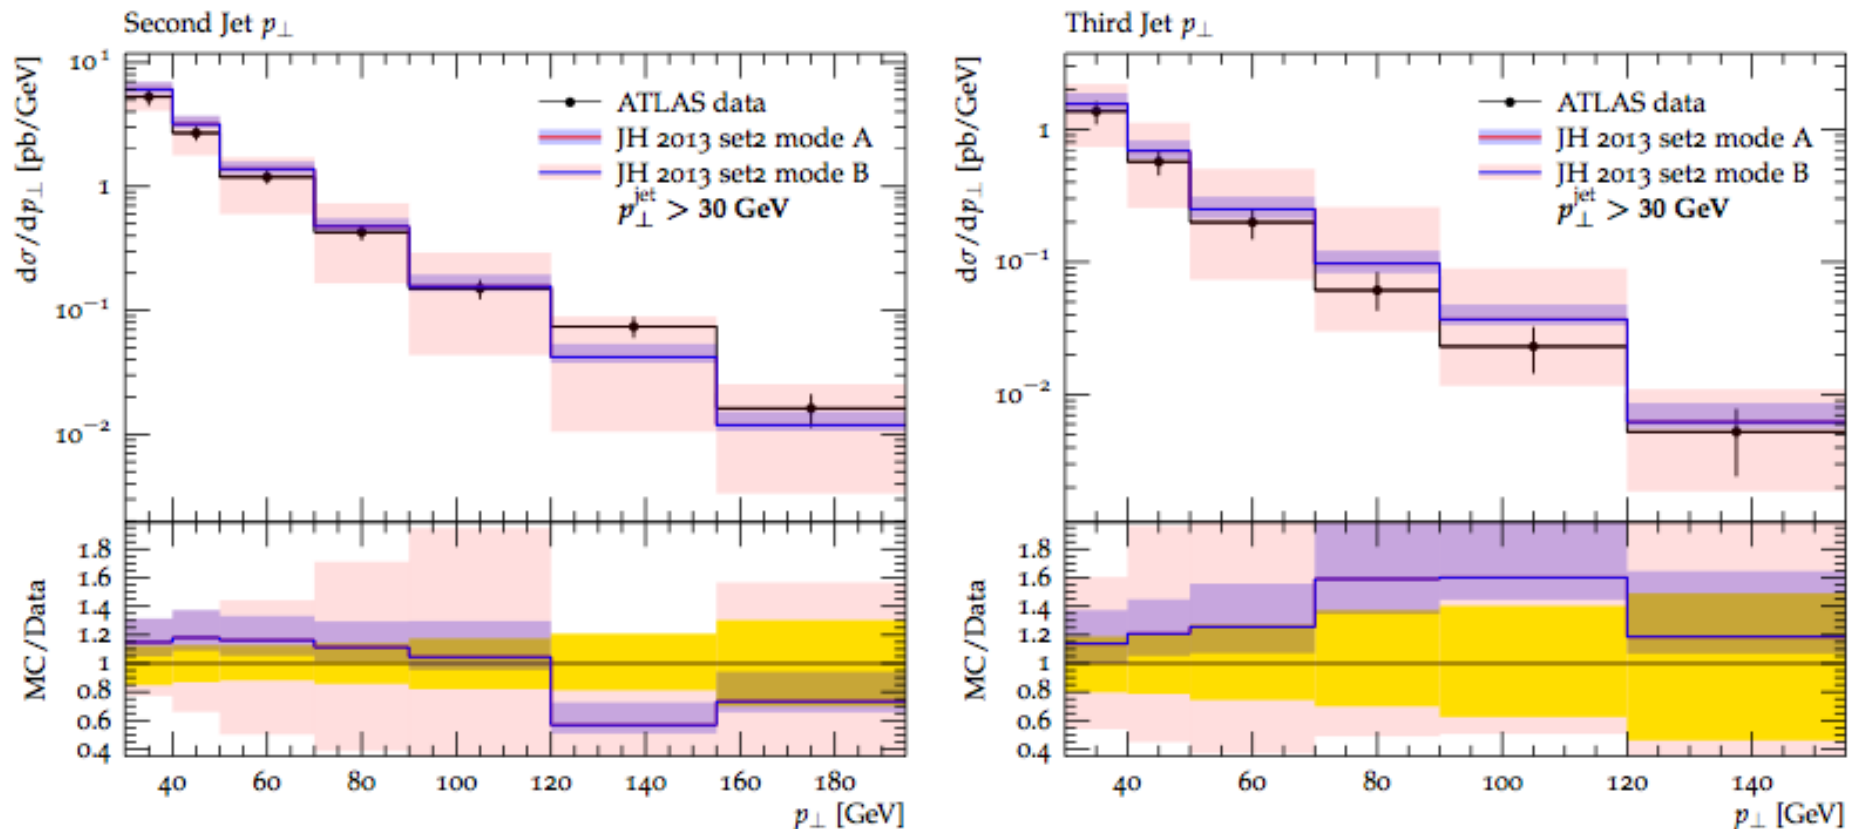 Second Jet p⊥
dσ/dp⊥ [pb/GeV]
10¹
1
10⁻¹
10⁻²
ATLAS data
JH 2013 set2 mode A
JH 2013 set2 mode B
p⊥^jet > 30 GeV
MC/Data
1.8
1.6
1.4
1.2
1
0.8
0.6
0.4
40 60 80 100 120 140 160 180
p⊥ [GeV]
Third Jet p⊥
dσ/dp⊥ [pb/GeV]
1
10⁻¹
10⁻²
ATLAS data
JH 2013 set2 mode A
JH 2013 set2 mode B
p⊥^jet > 30 GeV
MC/Data
1.8
1.6
1.4
1.2
1
0.8
0.6
0.4
40 60 80 100 120 140
p⊥ [GeV]